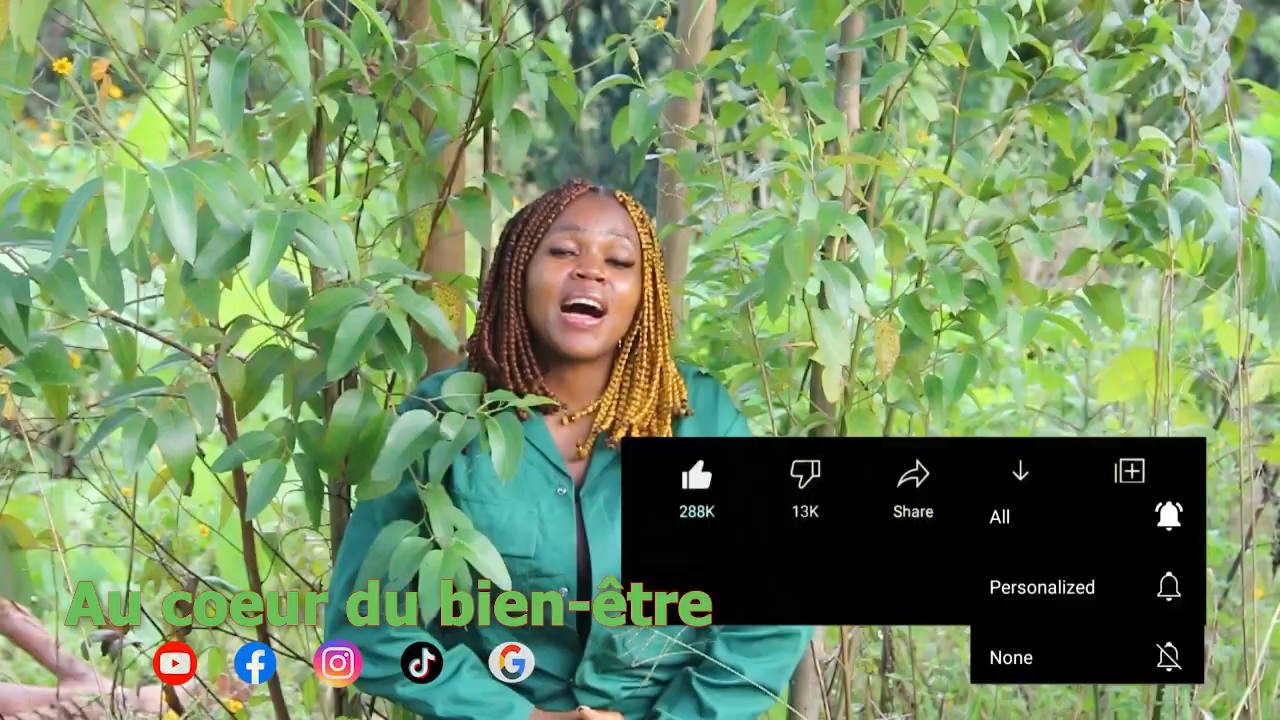 288K 13K Share
All
Personalized
None
Au coeur du bien-être